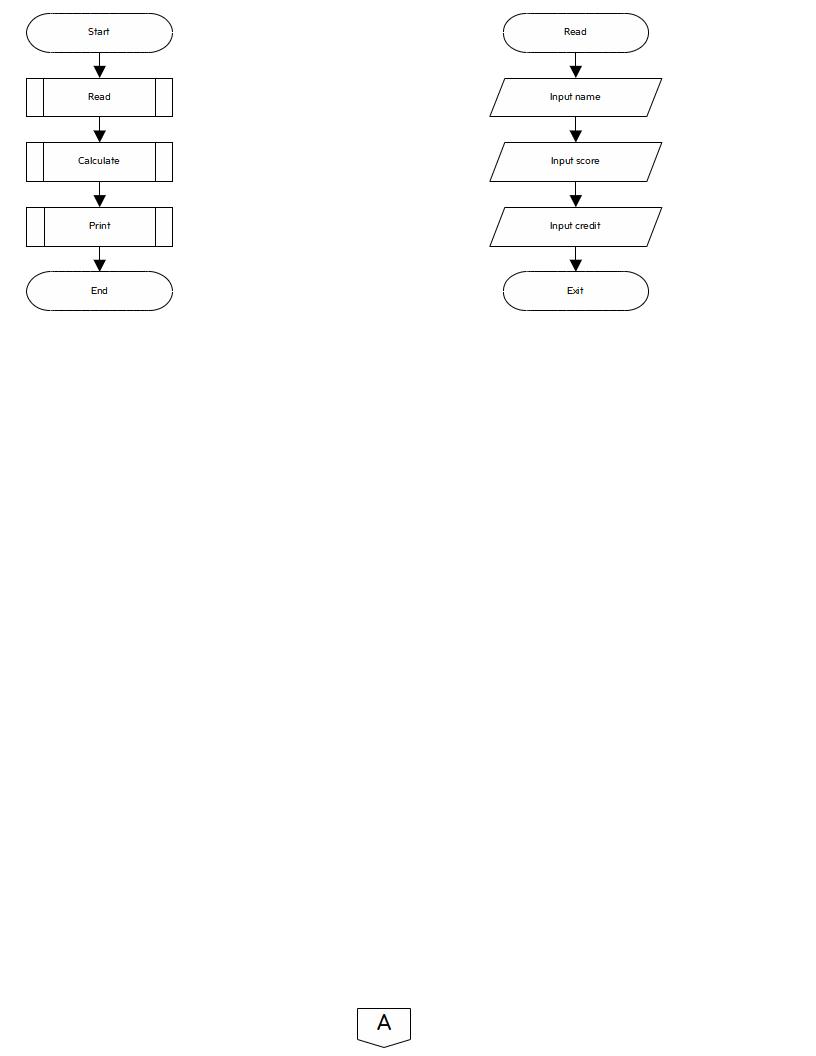 Start
Read
Calculate
Print
End
Read
Input name
Input score
Input credit
Exit
A